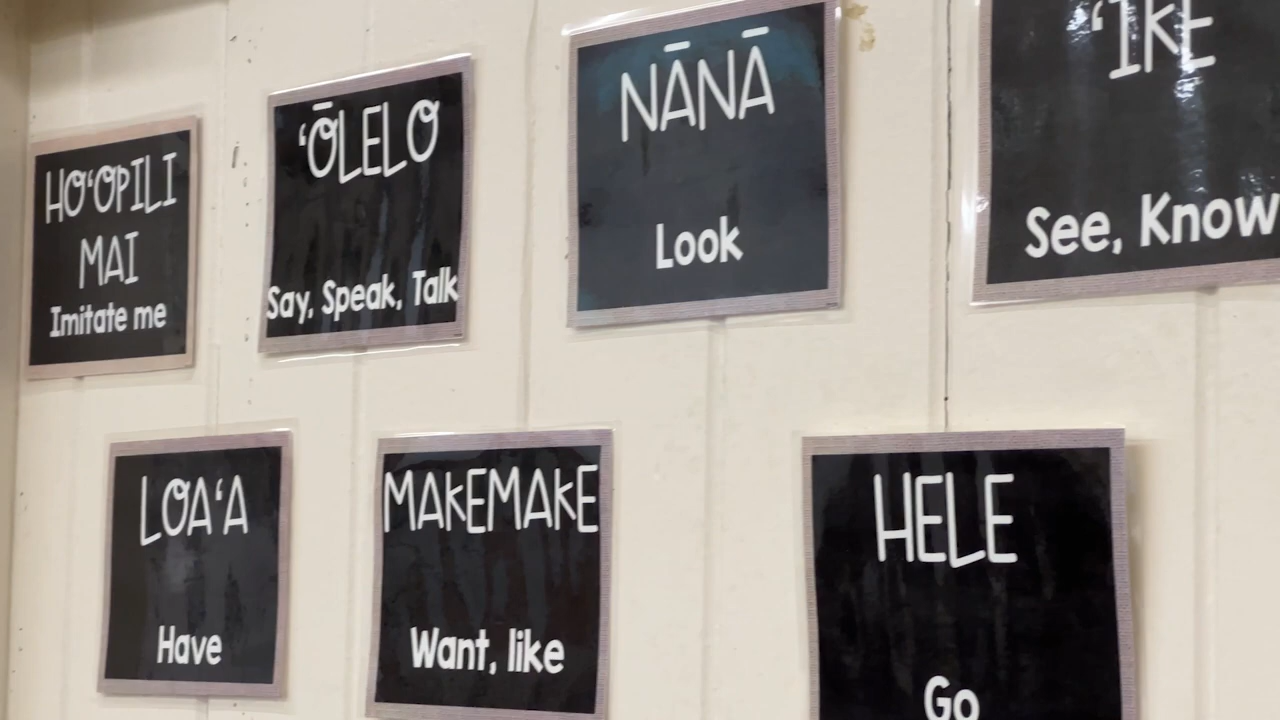 HOʻOPILI
MAI
Imitate me
ʻŌLELO
Say, Speak, Talk
NĀNĀ
Look
ʻIKE
See, Know
LOAʻA
Have
MAKEMAKE
Want, like
HELE
Go